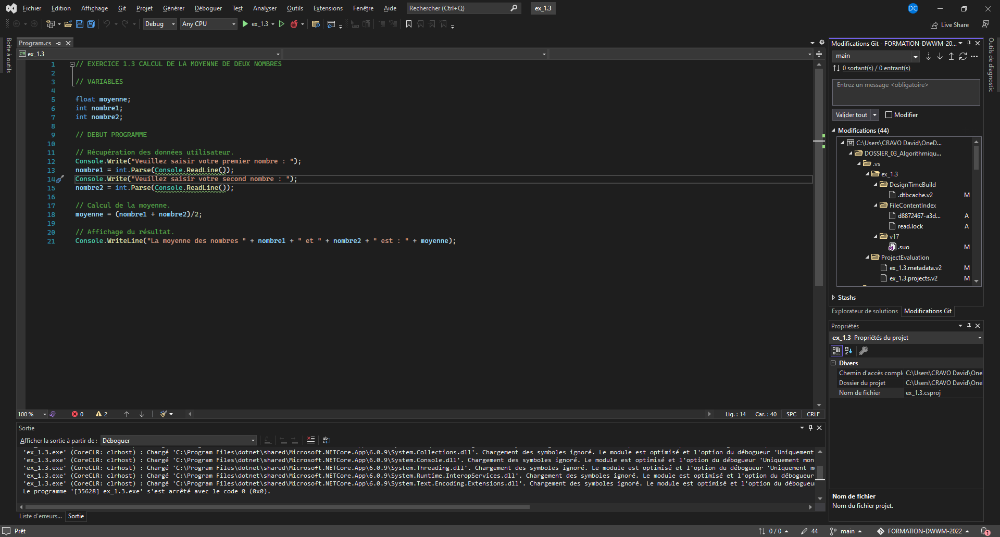 Fichier Edition Affichage Git Projet Générer Déboguer Test Analyser Outils Extensions Fenêtre Aide Rechercher (Ctrl+Q) ex_1.3 DC
Debug Any CPU ex_1.3 Live Share
Boîte à outils
Program.cs
ex_1.3
1 // EXERCICE 1.3 CALCUL DE LA MOYENNE DE DEUX NOMBRES
2
3 // VARIABLES
4
5 float moyenne;
6 int nombre1;
7 int nombre2;
8
9 // DEBUT PROGRAMME
10
11 // Récupération des données utilisateur.
12 Console.Write("Veuillez saisir votre premier nombre : ");
13 nombre1 = int.Parse(Console.ReadLine());
14 Console.Write("Veuillez saisir votre second nombre : ");
15 nombre2 = int.Parse(Console.ReadLine());
16
17 // Calcul de la moyenne.
18 moyenne = (nombre1 + nombre2)/2;
19
20 // Affichage du résultat.
21 Console.WriteLine("La moyenne des nombres " + nombre1 + " et " + nombre2 + " est : " + moyenne);
100 % 0 2 Lig. : 14 Car. : 40 SPC CRLF
Sortie
Afficher la sortie à partir de : Déboguer
'ex_1.3.exe' (CoreCLR: clrhost) : Chargé 'C:\Program Files\dotnet\shared\Microsoft.NETCore.App\6.0.9\System.Collections.dll'. Chargement des symboles ignoré. Le module est optimisé et l'option du débogueur 'Uniquement
'ex_1.3.exe' (CoreCLR: clrhost) : Chargé 'C:\Program Files\dotnet\shared\Microsoft.NETCore.App\6.0.9\System.Console.dll'. Chargement des symboles ignoré. Le module est optimisé et l'option du débogueur 'Uniquement mon
'ex_1.3.exe' (CoreCLR: clrhost) : Chargé 'C:\Program Files\dotnet\shared\Microsoft.NETCore.App\6.0.9\System.Threading.dll'. Chargement des symboles ignoré. Le module est optimisé et l'option du débogueur 'Uniquement m
'ex_1.3.exe' (CoreCLR: clrhost) : Chargé 'C:\Program Files\dotnet\shared\Microsoft.NETCore.App\6.0.9\System.Runtime.InteropServices.dll'. Chargement des symboles ignoré. Le module est optimisé et l'option du débogueur
'ex_1.3.exe' (CoreCLR: clrhost) : Chargé 'C:\Program Files\dotnet\shared\Microsoft.NETCore.App\6.0.9\System.Text.Encoding.Extensions.dll'. Chargement des symboles ignoré. Le module est optimisé et l'option du débogueu
Le programme '[35628] ex_1.3.exe' s'est arrêté avec le code 0 (0x0).
Liste d'erreurs... Sortie
Modifications Git - FORMATION-DWWM-20...
main
0 sortant(s) / 0 entrant(s)
Entrez un message <obligatoire>
Valider tout Modifier
Modifications (44)
C:\Users\CRAVO David\OneD...
DOSSIER_03_Algorithmiqu...
.vs
ex_1.3
DesignTimeBuild
.dtbcache.v2 M
FileContentIndex
d8872467-a3d... A
read.lock A
v17
.suo M
ProjectEvaluation
ex_1.3.metadata.v2 M
ex_1.3.projects.v2 M
Stashs
Explorateur de solutions Modifications Git
Propriétés
ex_1.3 Propriétés du projet
Divers
Chemin d'accès compl C:\Users\CRAVO David\One
Dossier du projet C:\Users\CRAVO David\One
Nom de fichier ex_1.3.csproj
Nom de fichier
Nom du fichier projet.
Outils de diagnostic
Prêt 0 / 0 44 main FORMATION-DWWM-2022 1